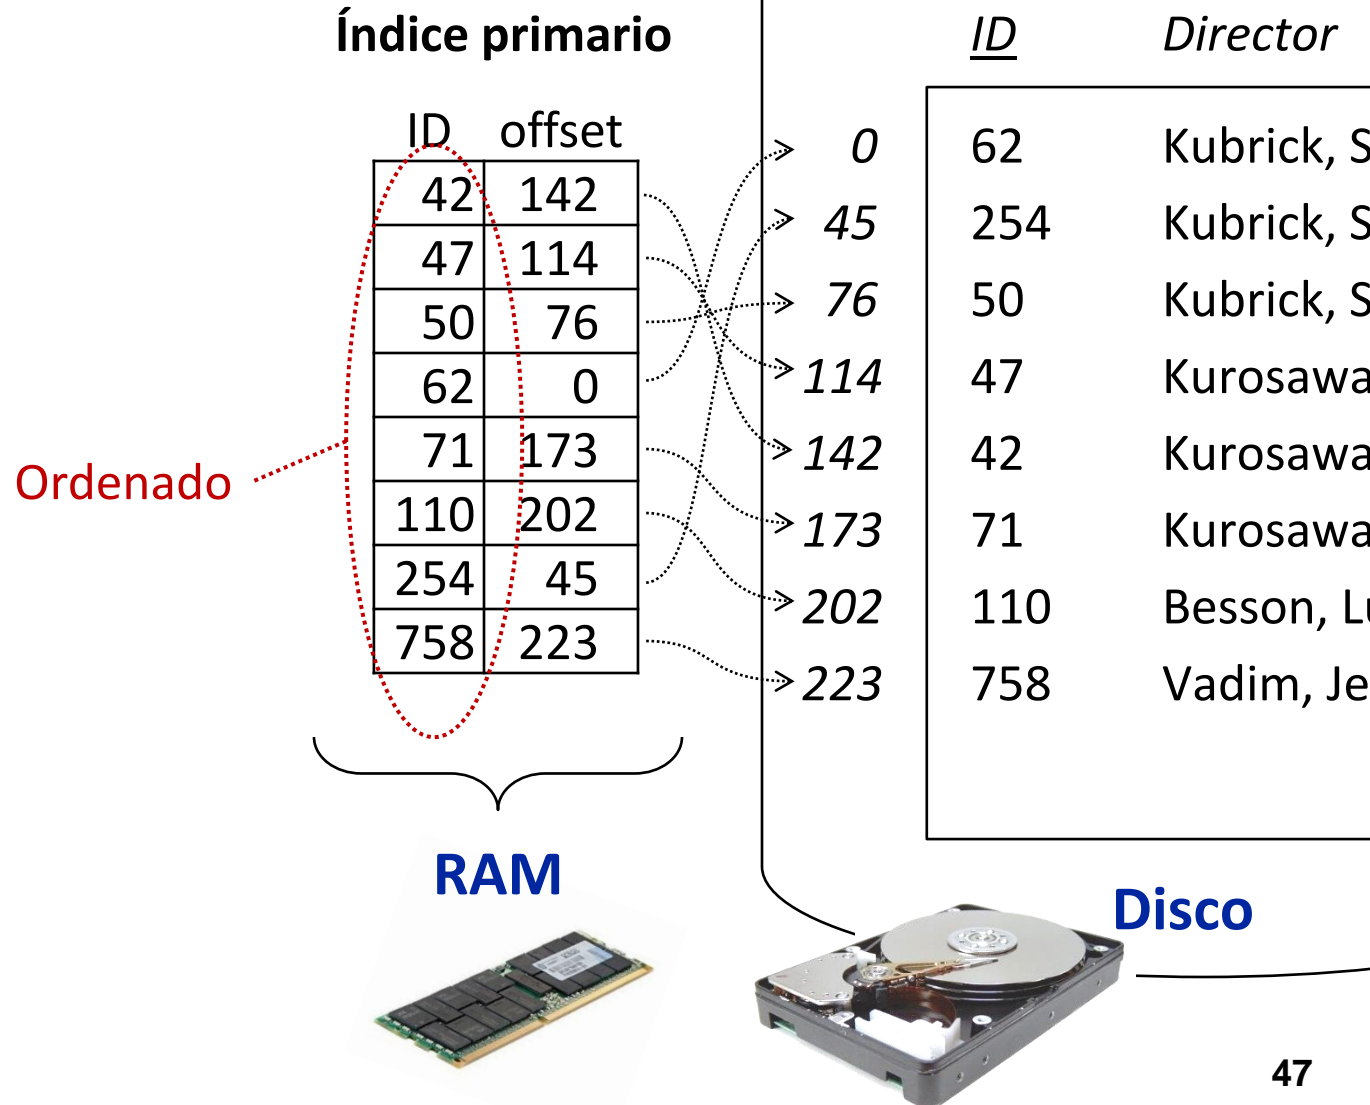 Índice primario
ID Director
ID offset
42 142
47 114
50 76
62 0
71 173
110 202
254 45
758 223
Ordenado
0 62 Kubrick, S
45 254 Kubrick, S
76 50 Kubrick, S
114 47 Kurosawa
142 42 Kurosawa
173 71 Kurosawa
202 110 Besson, Lu
223 758 Vadim, Je
RAM
Disco
47